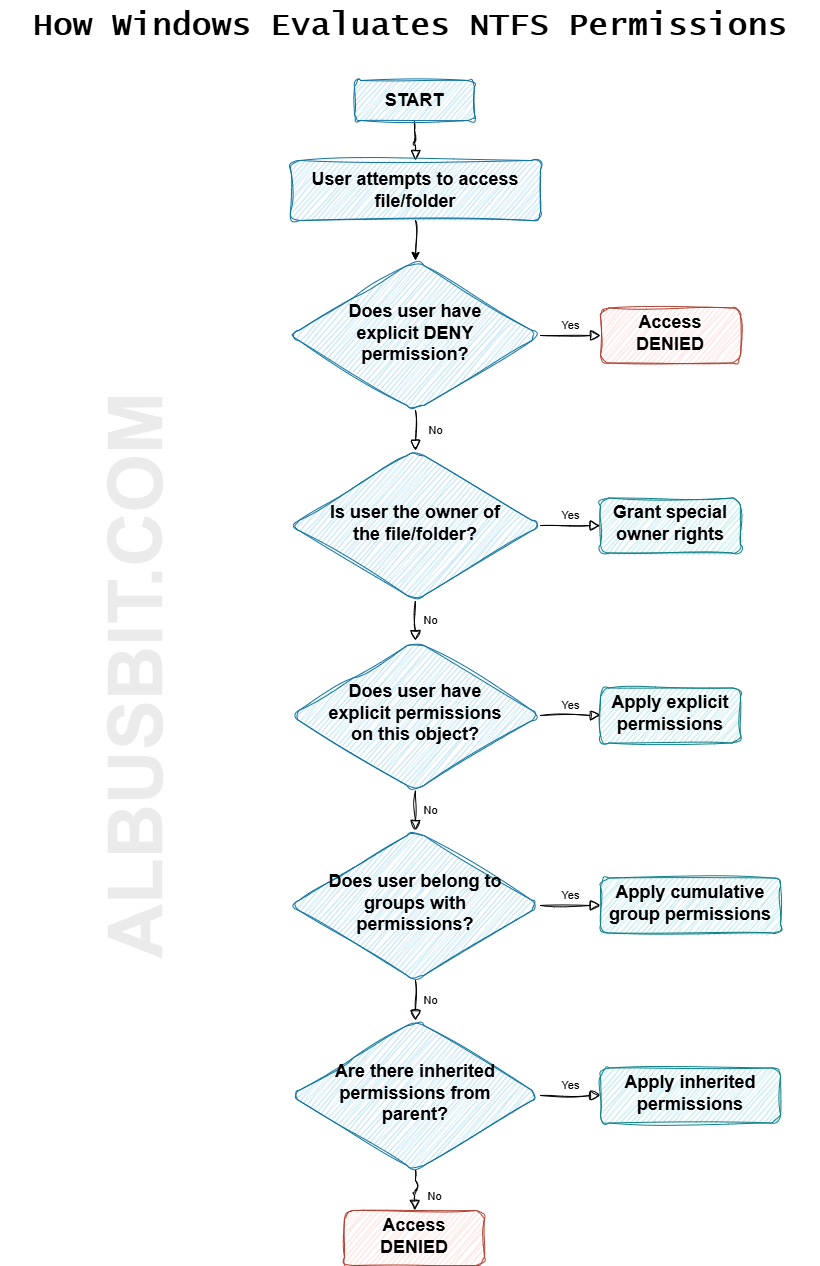 How Windows Evaluates NTFS Permissions
START
User attempts to access
file/folder
Does user have
explicit DENY
permission?
Yes
Access
DENIED
No
Is user the owner of
the file/folder?
Yes
Grant special
owner rights
No
Does user have
explicit permissions
on this object?
Yes
Apply explicit
permissions
No
Does user belong to
groups with
permissions?
Yes
Apply cumulative
group permissions
No
Are there inherited
permissions from
parent?
Yes
Apply inherited
permissions
No
Access
DENIED
ALBUSBIT.COM